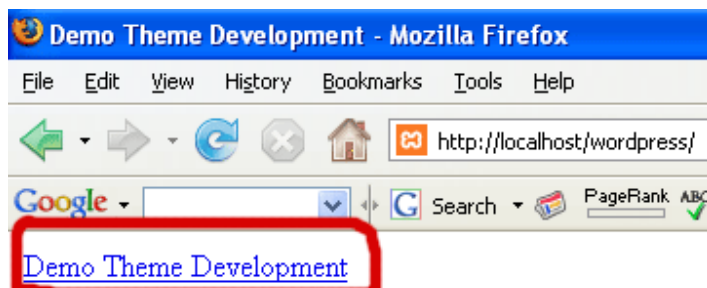 Demo Theme Development - Mozilla Firefox
File Edit View History Bookmarks Tools Help
http://localhost/wordpress/
Google G Search PageRank ABC
Demo Theme Development